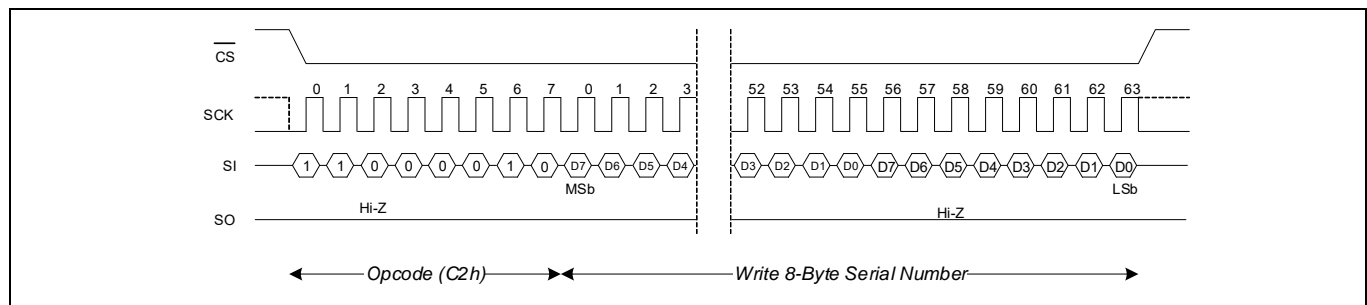 CS
0 1 2 3 4 5 6 7 0 1 2 3 52 53 54 55 56 57 58 59 60 61 62 63
SCK
SI 1 1 0 0 0 0 1 0 D7 D6 D5 D4 D3 D2 D1 D0 D7 D6 D5 D4 D3 D2 D1 D0
MSb LSb
Hi-Z Hi-Z
SO
Opcode (C2h) Write 8-Byte Serial Number